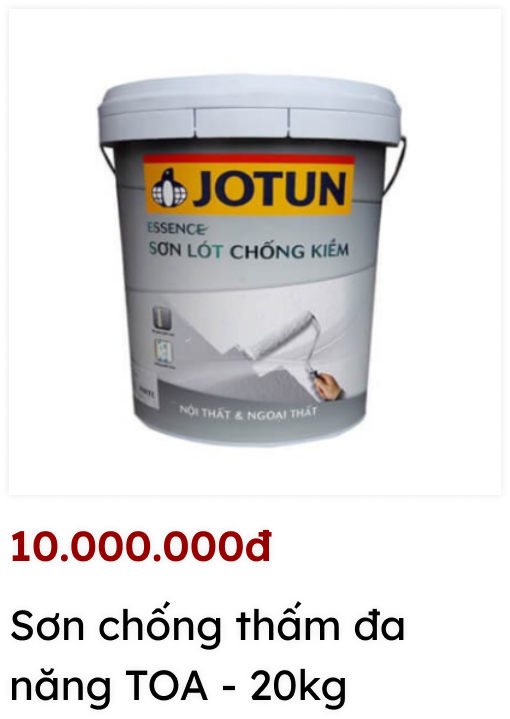 JOTUN
ESSENCE
SƠN LÓT CHỐNG KIỀM
NỘI THẤT & NGOẠI THẤT
10.000.000đ
Sơn chống thấm đa
năng TOA - 20kg